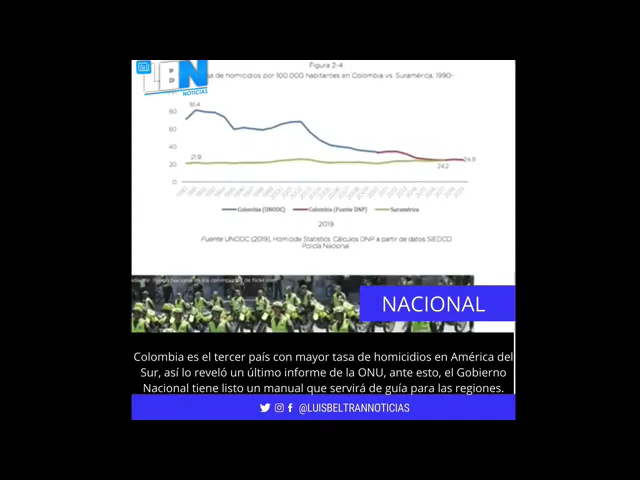 Figura 2-4
LBN
NOTICIAS
sa de homicidios por 100.000 habitantes en Colombia vs. Suramérica, 1990-
80
60
40
20
0
81,4
21,9
24,2
24,9
Colombia (UNODC) Colombia (Fuente DNP) Suramérica
2019
Fuente UNODC (2019), Homicide Statistics. Cálculos DNP a partir de datos SIEDCO
Policía Nacional
NACIONAL
Colombia es el tercer país con mayor tasa de homicidios en América del
Sur, así lo reveló un último informe de la ONU, ante esto, el Gobierno
Nacional tiene listo un manual que servirá de guía para las regiones.
@LUISBELTRANNOTICIAS